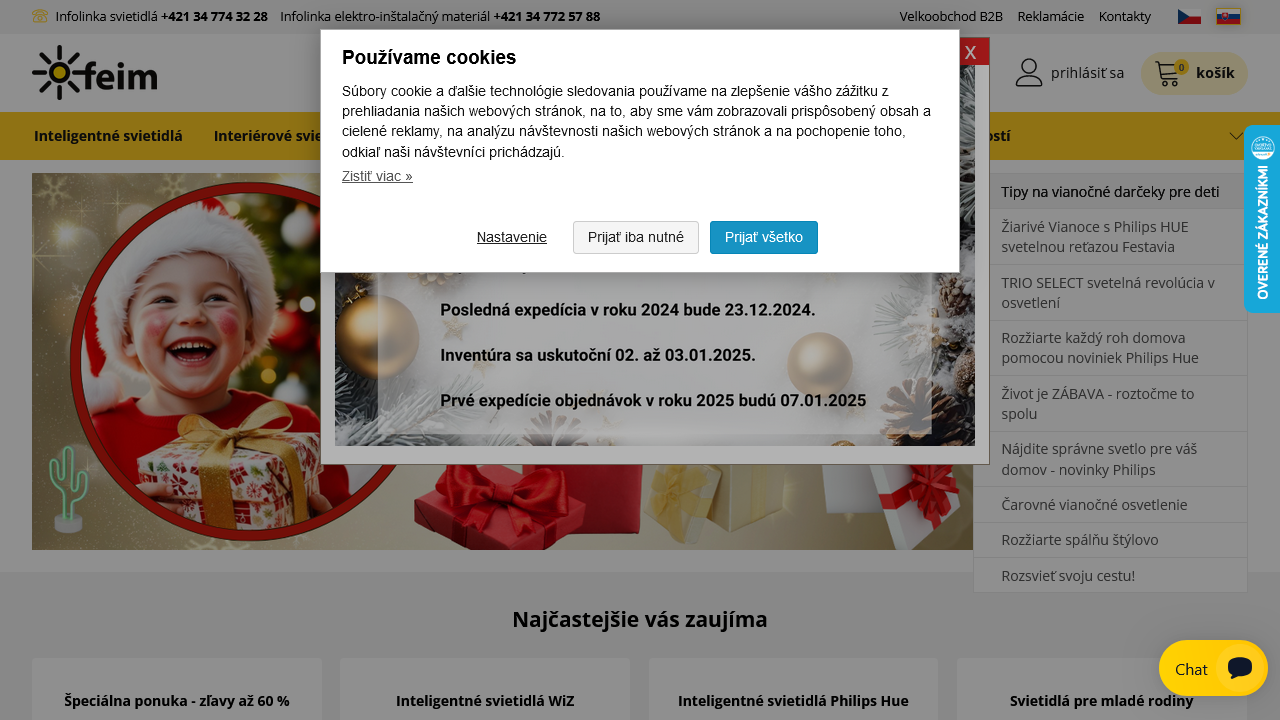 Infolinka svietidlá +421 34 774 32 28 Infolinka elektro-inštalačný materiál +421 34 772 57 88
Velkoobchod B2B Reklamácie Kontakty
feim
prihlásiť sa
0
košík
Inteligentné svietidlá
Interiérové svie
ostí
Používame cookies
X
Súbory cookie a ďalšie technológie sledovania používame na zlepšenie vášho zážitku z
prehliadania našich webových stránok, na to, aby sme vám zobrazovali prispôsobený obsah a
cielené reklamy, na analýzu návštevnosti našich webových stránok a na pochopenie toho,
odkiaľ naši návštevníci prichádzajú.
Zistiť viac »
Nastavenie
Prijať iba nutné
Prijať všetko
Posledná expedícia v roku 2024 bude 23.12.2024.
Inventúra sa uskutoční 02. až 03.01.2025.
Prvé expedície objednávok v roku 2025 budú 07.01.2025
Tipy na vianočné darčeky pre deti
Žiarivé Vianoce s Philips HUE
svetelnou reťazou Festavia
TRIO SELECT svetelná revolúcia v
osvetlení
Rozžiarte každý roh domova
pomocou noviniek Philips Hue
Život je ZÁBAVA - roztočme to
spolu
Nájdite správne svetlo pre váš
domov - novinky Philips
Čarovné vianočné osvetlenie
Rozžiarte spálňu štýlovo
Rozsvieť svoju cestu!
OVERENÉ ZÁKAZNÍKMI
Najčastejšie vás zaujíma
Špeciálna ponuka - zľavy až 60 %
Inteligentné svietidlá WiZ
Inteligentné svietidlá Philips Hue
Svietidlá pre mladé rodiny
Chat